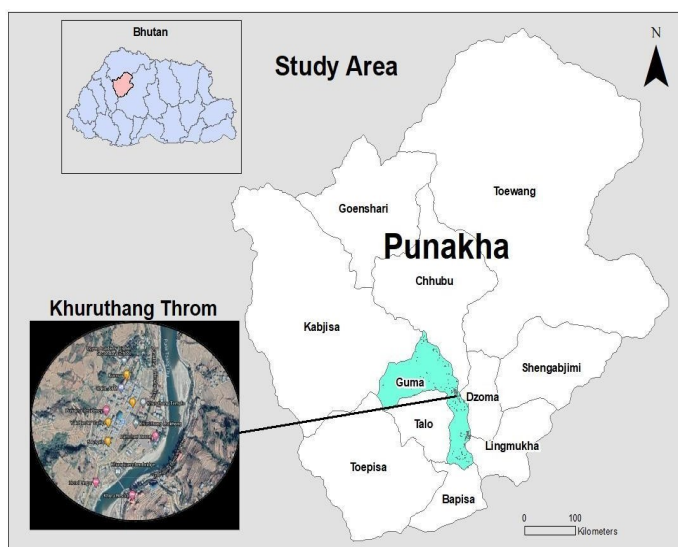 Bhutan
Study Area
N
Toewang
Goenshari
Punakha
Chhubu
Khuruthang Throm
Kabjisa
Shengabjimi
Guma
Dzoma
Talo
Lingmukha
Toepisa
Bapisa
0 100
Kilometers